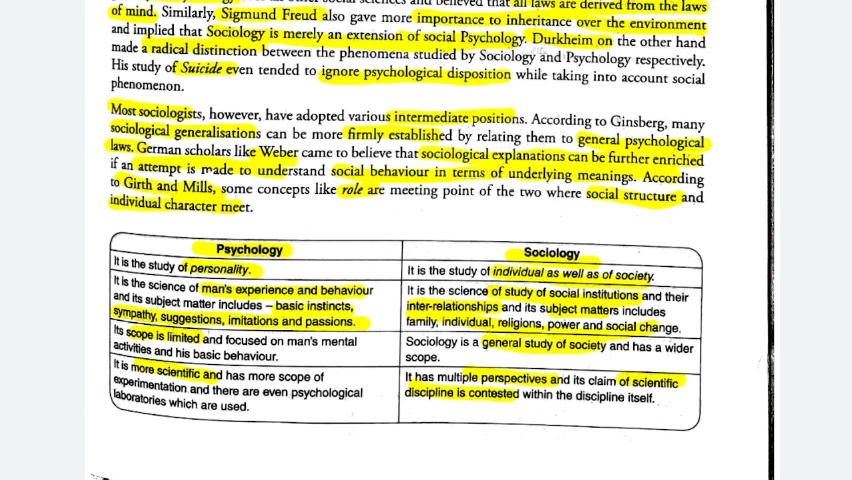 all laws are derived from the laws
of mind. Similarly, Sigmund Freud also gave more importance to inheritance over the environment
and implied that Sociology is merely an extension of social Psychology. Durkheim on the other hand
made a radical distinction between the phenomena studied by Sociology and Psychology respectively.
His study of Suicide even tended to ignore psychological disposition while taking into account social
phenomenon.
Most sociologists, however, have adopted various intermediate positions. According to Ginsberg, many
sociological generalisations can be more firmly established by relating them to general psychological
laws. German scholars like Weber came to believe that sociological explanations can be further enriched
if an attempt is made to understand social behaviour in terms of underlying meanings. According
to Girth and Mills, some concepts like role are meeting point of the two where social structure and
individual character meet.
Psychology
It is the study of personality.
It is the science of man's experience and behaviour
and its subject matter includes – basic instincts,
sympathy, suggestions, imitations and passions.
Its scope is limited and focused on man's mental
activities and his basic behaviour.
It is more scientific and has more scope of
experimentation and there are even psychological
laboratories which are used.
Sociology
It is the study of individual as well as of society.
It is the science of study of social institutions and their
inter-relationships and its subject matters includes
family, individual, religions, power and social change.
Sociology is a general study of society and has a wider
scope.
It has multiple perspectives and its claim of scientific
discipline is contested within the discipline itself.